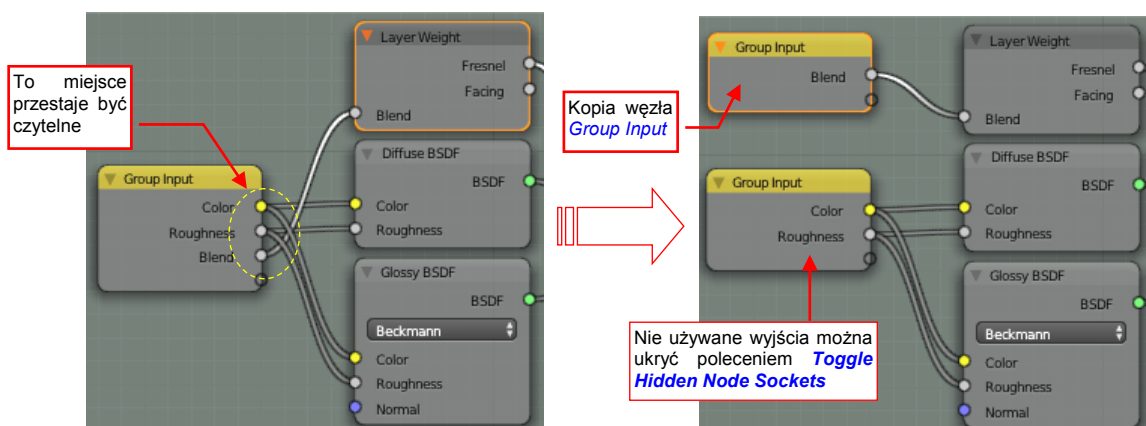 To miejsce
przestaje być
czytelne
Group Input
Color
Roughness
Blend
Layer Weight
Fresnel
Facing
Blend
Diffuse BSDF
BSDF
Color
Roughness
Glossy BSDF
BSDF
Beckmann
Color
Roughness
Normal
Group Input
Blend
Kopia węzła
Group Input
Group Input
Color
Roughness
Nie używane wyjścia można
ukryć poleceniem Toggle
Hidden Node Sockets
Layer Weight
Fresnel
Facing
Blend
Diffuse BSDF
BSDF
Color
Roughness
Glossy BSDF
BSDF
Beckmann
Color
Roughness
Normal